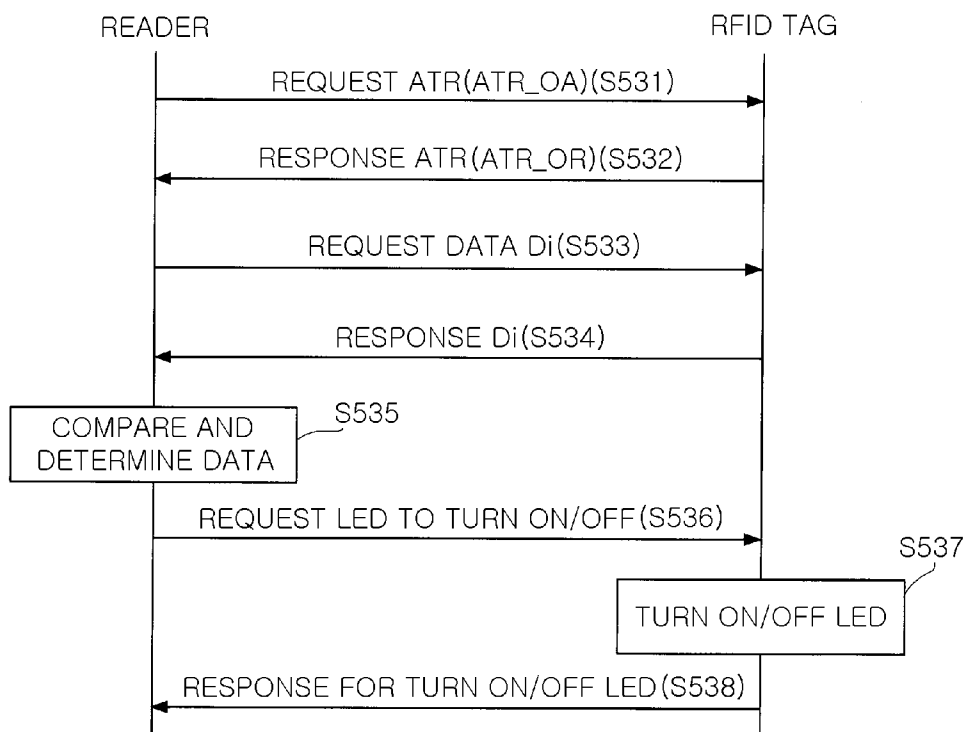 READER
RFID TAG
REQUEST ATR(ATR_OA)(S531)
RESPONSE ATR(ATR_OR)(S532)
REQUEST DATA Di(S533)
RESPONSE Di(S534)
S535
COMPARE AND
DETERMINE DATA
REQUEST LED TO TURN ON/OFF(S536)
S537
TURN ON/OFF LED
RESPONSE FOR TURN ON/OFF LED(S538)